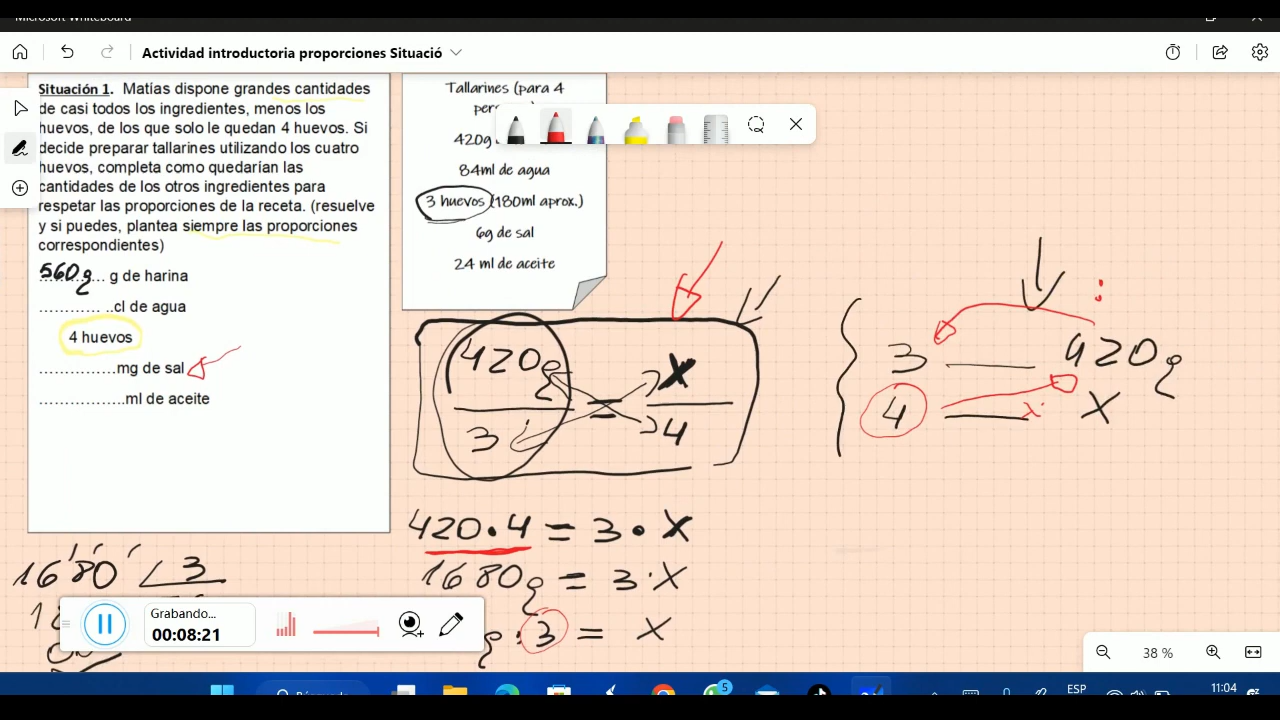 Microsoft Whiteboard
Actividad introductoria proporciones Situació
Situación 1. Matías dispone grandes cantidades
de casi todos los ingredientes, menos los
huevos, de los que solo le quedan 4 huevos. Si
decide preparar tallarines utilizando los cuatro
huevos, completa como quedarían las
cantidades de los otros ingredientes para
respetar las proporciones de la receta. (resuelve
y si puedes, plantea siempre las proporciones
correspondientes)
560g... g de harina
............ ..cl de agua
4 huevos
...............mg de sal
.................ml de aceite
Tallarines (para 4
420g
84ml de agua
3 huevos (180ml aprox.)
6g de sal
24 ml de aceite
420g = x
3 4
420·4 = 3·x
1680g = 3·x
g : 3 = x
3 — 420g :
4 — x x
1680 3
Grabando...
00:08:21
38 %
Búsqueda
5
ESP
11:04